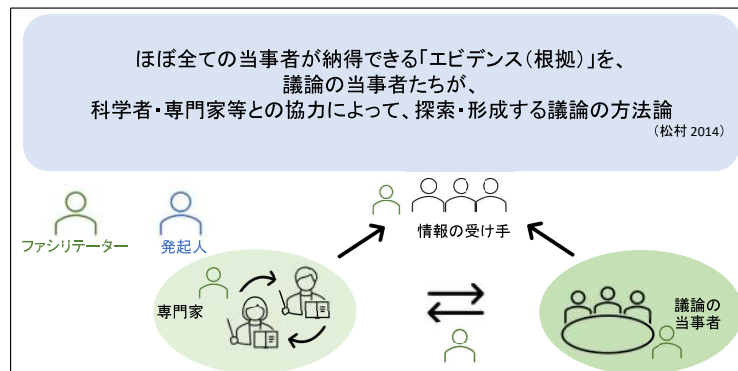 ほぼ全ての当事者が納得できる「エビデンス（根拠）」を、
議論の当事者たちが、
科学者・専門家等との協力によって、探索・形成する議論の方法論
（松村 2014）
情報の受け手
ファシリテーター
発起人
専門家
議論の
当事者